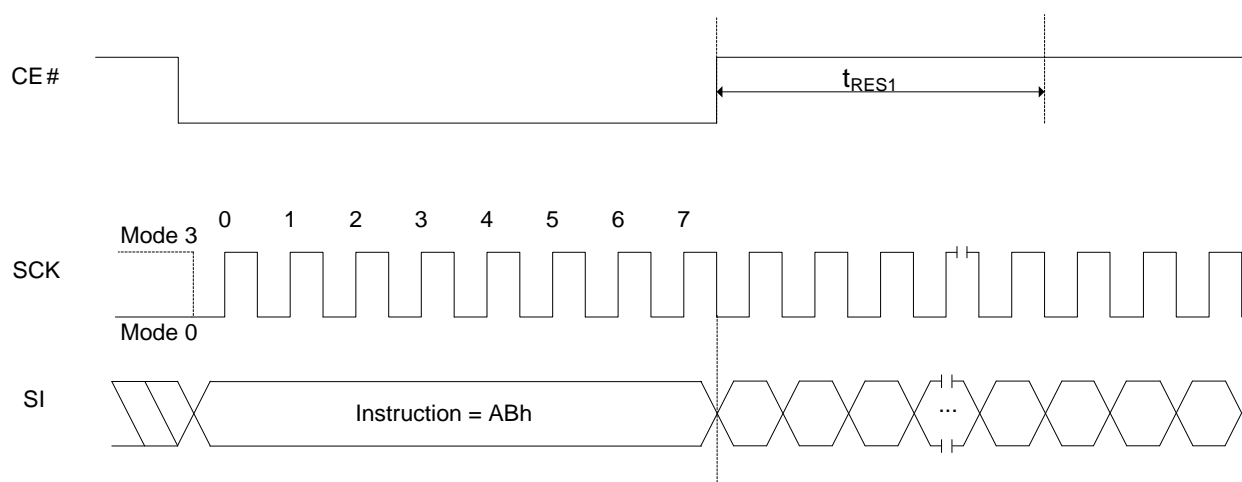 CE#
tRES1
0 1 2 3 4 5 6 7
Mode 3
SCK
Mode 0
SI
Instruction = ABh
...